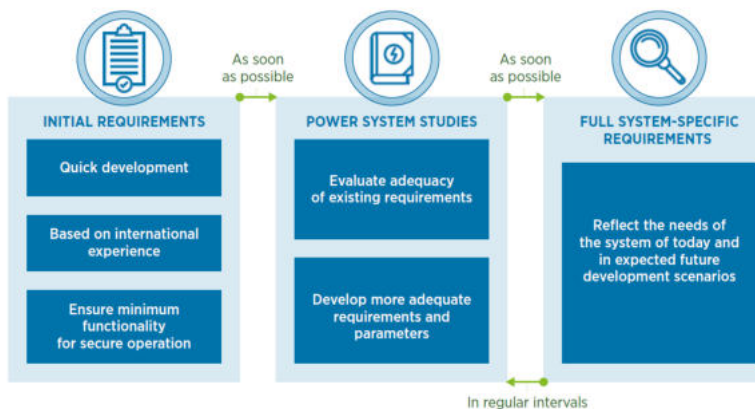 As soon
as possible
As soon
as possible
INITIAL REQUIREMENTS
Quick development
Based on international
experience
Ensure minimum
functionality
for secure operation
POWER SYSTEM STUDIES
Evaluate adequacy
of existing requirements
Develop more adequate
requirements and
parameters
FULL SYSTEM-SPECIFIC
REQUIREMENTS
Reflect the needs of
the system of today and
in expected future
development scenarios
In regular intervals